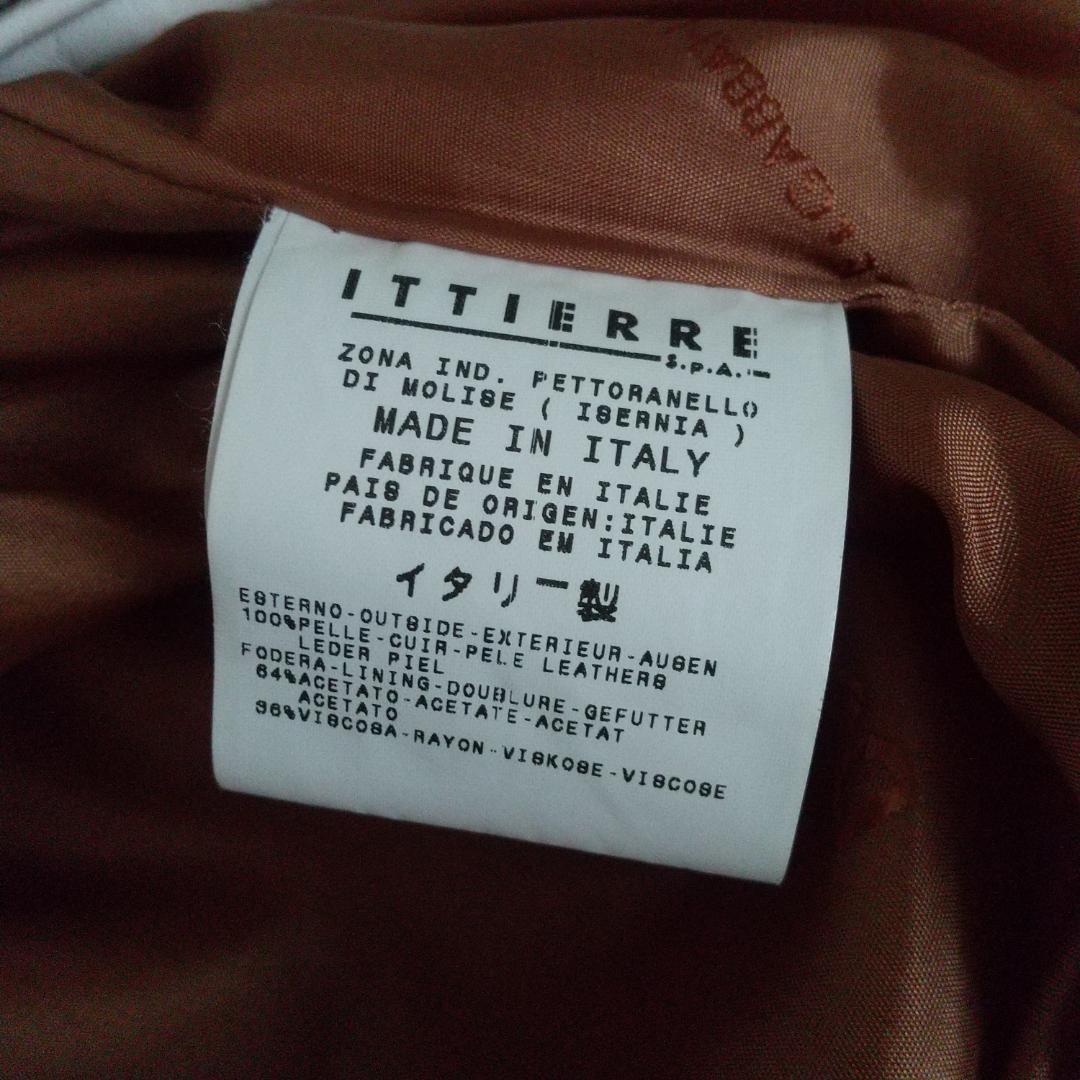 GABBA
ITTIERRE
S.p.A.
ZONA IND. PETTORANELLO
DI MOLISE ( ISERNIA )
MADE IN ITALY
FABRIQUE EN ITALIE
PAIS DE ORIGEN:ITALIE
FABRICADO EM ITALIA
イタリー製
ESTERNO-OUTSIDE-EXTERIEUR-AUSEN
100%PELLE-CUIR-PELE LEATHERS
LEDER PIEL
FODERA-LINING-DOUBLURE-GEFUTTER
64%ACETATO-ACETATE-ACETAT
ACETATO
36%VISCOSA-RAYON-VISKOSE-VISCOSE